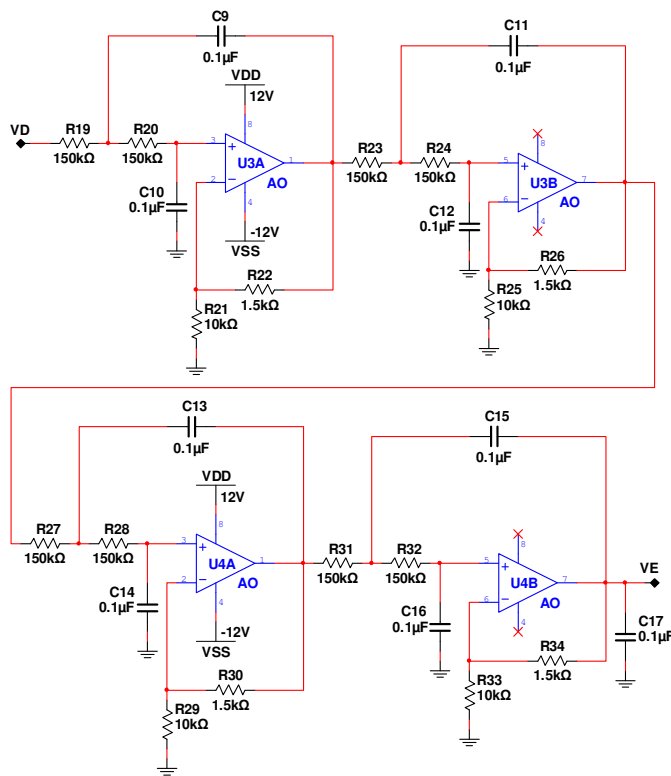 C9
0.1µF
C11
0.1µF
VDD
12V
VD
R19
150kΩ
R20
150kΩ
3
2
8
4
1
U3A
AO
C10
0.1µF
-12V
VSS
R22
1.5kΩ
R21
10kΩ
R23
150kΩ
R24
150kΩ
5
6
8
4
7
U3B
AO
C12
0.1µF
R26
1.5kΩ
R25
10kΩ
C13
0.1µF
C15
0.1µF
VDD
12V
R27
150kΩ
R28
150kΩ
3
2
8
4
1
U4A
AO
C14
0.1µF
-12V
VSS
R30
1.5kΩ
R29
10kΩ
R31
150kΩ
R32
150kΩ
5
6
8
4
7
U4B
AO
VE
C16
0.1µF
C17
0.1µF
R34
1.5kΩ
R33
10kΩ